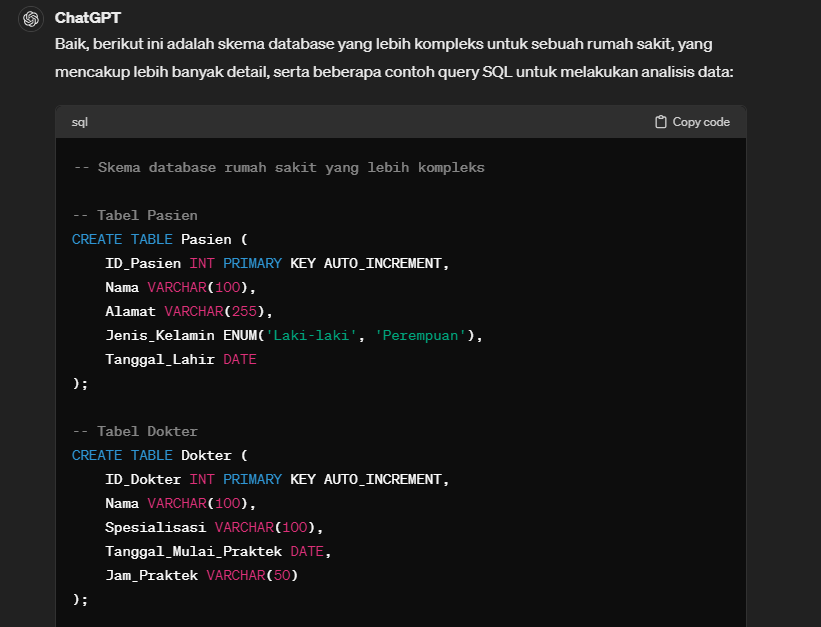 ChatGPT
Baik, berikut ini adalah skema database yang lebih kompleks untuk sebuah rumah sakit, yang
mencakup lebih banyak detail, serta beberapa contoh query SQL untuk melakukan analisis data:
sql
Copy code
-- Skema database rumah sakit yang lebih kompleks
-- Tabel Pasien
CREATE TABLE Pasien (
    ID_Pasien INT PRIMARY KEY AUTO_INCREMENT,
    Nama VARCHAR(100),
    Alamat VARCHAR(255),
    Jenis_Kelamin ENUM('Laki-laki', 'Perempuan'),
    Tanggal_Lahir DATE
);
-- Tabel Dokter
CREATE TABLE Dokter (
    ID_Dokter INT PRIMARY KEY AUTO_INCREMENT,
    Nama VARCHAR(100),
    Spesialisasi VARCHAR(100),
    Tanggal_Mulai_Praktek DATE,
    Jam_Praktek VARCHAR(50)
);